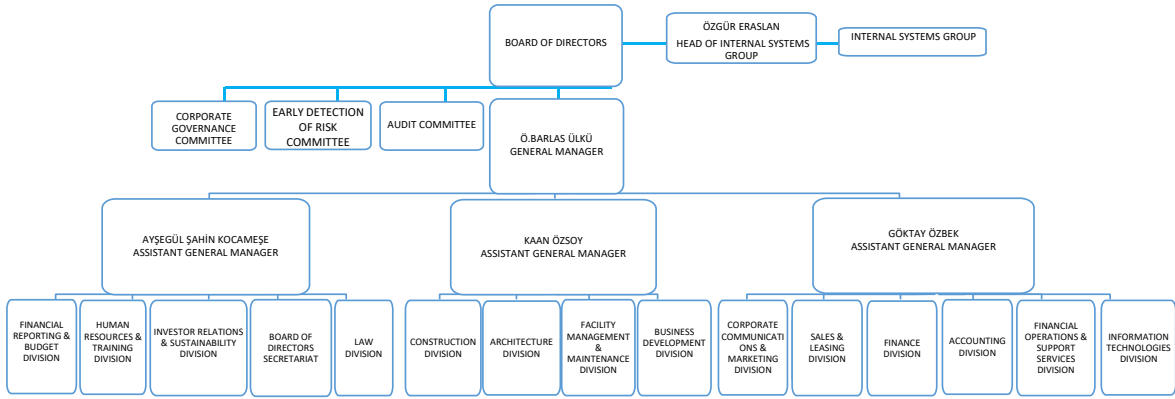 BOARD OF DIRECTORS
ÖZGÜR ERASLAN
HEAD OF INTERNAL SYSTEMS
GROUP
INTERNAL SYSTEMS GROUP
CORPORATE
GOVERNANCE
COMMITTEE
EARLY DETECTION
OF RISK
COMMITTEE
AUDIT COMMITTEE
Ö.BARLAS ÜLKÜ
GENERAL MANAGER
AYŞEGÜL ŞAHİN KOCAMEŞE
ASSISTANT GENERAL MANAGER
KAAN ÖZSOY
ASSISTANT GENERAL MANAGER
GÖKTAY ÖZBEK
ASSISTANT GENERAL MANAGER
FINANCIAL
REPORTING &
BUDGET
DIVISION
HUMAN
RESOURCES &
TRAINING
DIVISION
INVESTOR RELATIONS
& SUSTAINABILITY
DIVISION
BOARD OF
DIRECTORS
SECRETARIAT
LAW
DIVISION
CONSTRUCTION
DIVISION
ARCHITECTURE
DIVISION
FACILITY
MANAGEMENT
&
MAINTENANCE
DIVISION
BUSINESS
DEVELOPMENT
DIVISION
CORPORATE
COMMUNICATI
ONS &
MARKETING
DIVISION
SALES &
LEASING
DIVISION
FINANCE
DIVISION
ACCOUNTING
DIVISION
FINANCIAL
OPERATIONS &
SUPPORT
SERVICES
DIVISION
INFORMATION
TECHNOLOGIES
DIVISION